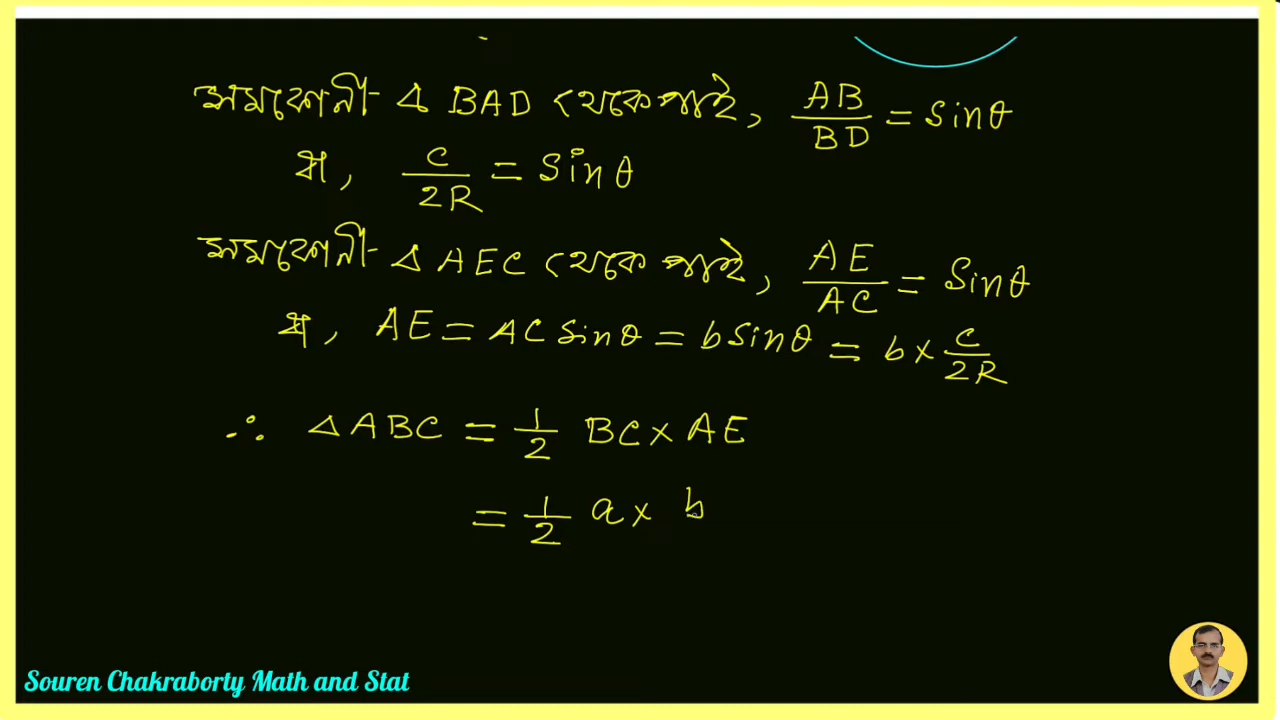 সমকোণী Δ BAD থেকে পাই, AB/BD = sinθ
বা, c/2R = sinθ
সমকোণী Δ AEC থেকে পাই, AE/AC = sinθ
বা, AE = AC sinθ = b sinθ = b × c/2R
∴ Δ ABC = 1/2 BC × AE
= 1/2 a × b
Souren Chakraborty Math and Stat